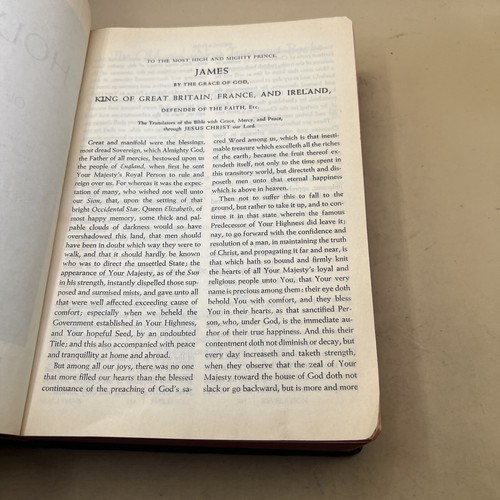 HOL
TO THE MOST HIGH AND MIGHTY PRINCE,
JAMES
BY THE GRACE OF GOD,
KING OF GREAT BRITAIN, FRANCE, AND IRELAND,
DEFENDER OF THE FAITH, Etc.
The Translators of the Bible wish Grace, Mercy, and Peace,
through JESUS CHRIST our Lord.
Great and manifold were the blessings,
most dread Sovereign, which Almighty God,
the Father of all mercies, bestowed upon us
the people of England, when first he sent
Your Majesty's Royal Person to rule and
reign over us. For whereas it was the expec-
tation of many, who wished not well unto
our Sion, that, upon the setting of that
bright Occidental Star, Queen Elizabeth, of
most happy memory, some thick and pal-
pable clouds of darkness would so have
overshadowed this land, that men should
have been in doubt which way they were to
walk, and that it should hardly be known
who was to direct the unsettled State; the
appearance of Your Majesty, as of the Sun
in his strength, instantly dispelled those sup-
posed and surmised mists, and gave unto all
that were well affected exceeding cause of
comfort; especially when we beheld the
Government established in Your Highness,
and Your hopeful Seed, by an undoubted
Title; and this also accompanied with peace
and tranquillity at home and abroad.
But among all our joys, there was no one
that more filled our hearts than the blessed
continuance of the preaching of God's sa-
cred Word among us, which is that inesti-
mable treasure which excelleth all the riches
of the earth; because the fruit thereof ex-
tendeth itself, not only to the time spent in
this transitory world, but directeth and dis-
poseth men unto that eternal happiness
which is above in heaven.
Then not to suffer this to fall to the
ground, but rather to take it up, and to con-
tinue it in that state wherein the famous
Predecessor of Your Highness did leave it;
nay, to go forward with the confidence and
resolution of a man, in maintaining the truth
of Christ, and propagating it far and near, is
that which hath so bound and firmly knit
the hearts of all Your Majesty's loyal and
religious people unto You, that Your very
name is precious among them: their eye doth
behold You with comfort, and they bless
You in their hearts, as that sanctified Per-
son, who, under God, is the immediate au-
thor of their true happiness. And this their
contentment doth not diminish or decay, but
every day increaseth and taketh strength,
when they observe that the zeal of Your
Majesty toward the house of God doth not
slack or go backward, but is more and more